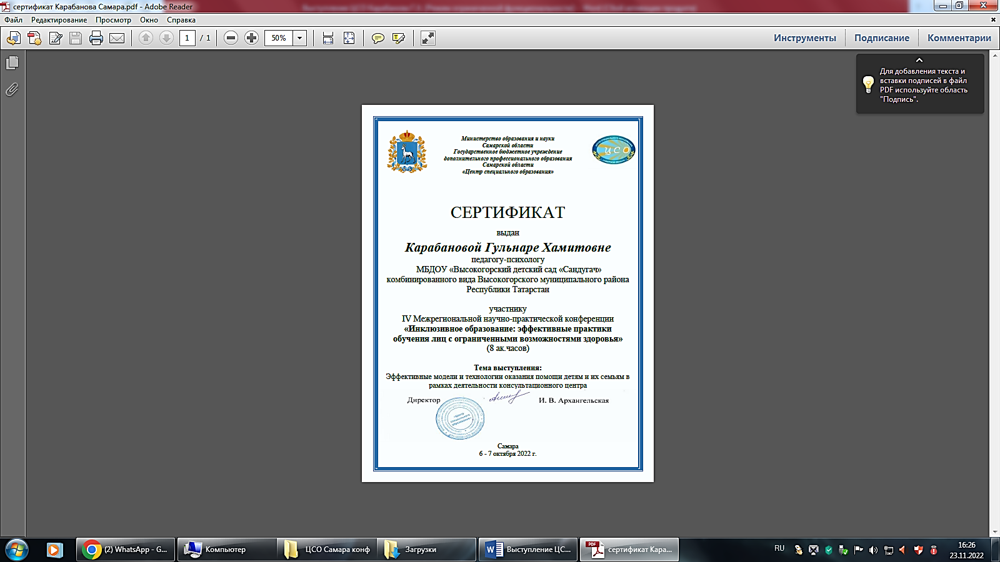 сертификат Карабанова Самара.pdf - Adobe Reader
Файл Редактирование Просмотр Окно Справка
1 / 1 50% Инструменты Подписание Комментарии
Для добавления текста и
вставки подписей в файл
PDF используйте область
"Подпись".
Министерство образования и науки
Самарской области
Государственное бюджетное учреждение
дополнительного профессионального образования
Самарской области
«Центр специального образования»
ЦСО
СЕРТИФИКАТ
выдан
Карабановой Гульнаре Хамитовне
педагогу-психологу
МБДОУ «Высокогорский детский сад «Сандугач»
комбинированного вида Высокогорского муниципального района
Республики Татарстан
участнику
IV Межрегиональной научно-практической конференции
«Инклюзивное образование: эффективные практики
обучения лиц с ограниченными возможностями здоровья»
(8 ак.часов)
Тема выступления:
Эффективные модели и технологии оказания помощи детям и их семьям в
рамках деятельности консультационного центра
Директор И. В. Архангельская
«Центр
специального
образования»
Самара
6 - 7 октября 2022 г.
(2) WhatsApp - G... Компьютер ЦСО Самара конф Загрузки Выступление ЦС... сертификат Кара... RU 16:26
23.11.2022